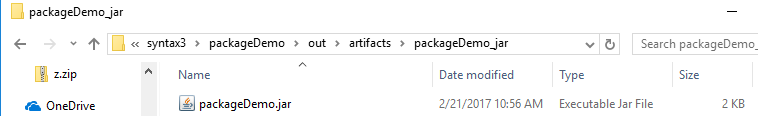 packageDemo_jar
« syntax3 > packageDemo > out > artifacts > packageDemo_jar
Search packageDemo_
z.zip
OneDrive
Name Date modified Type Size
packageDemo.jar 2/21/2017 10:56 AM Executable Jar File 2 KB